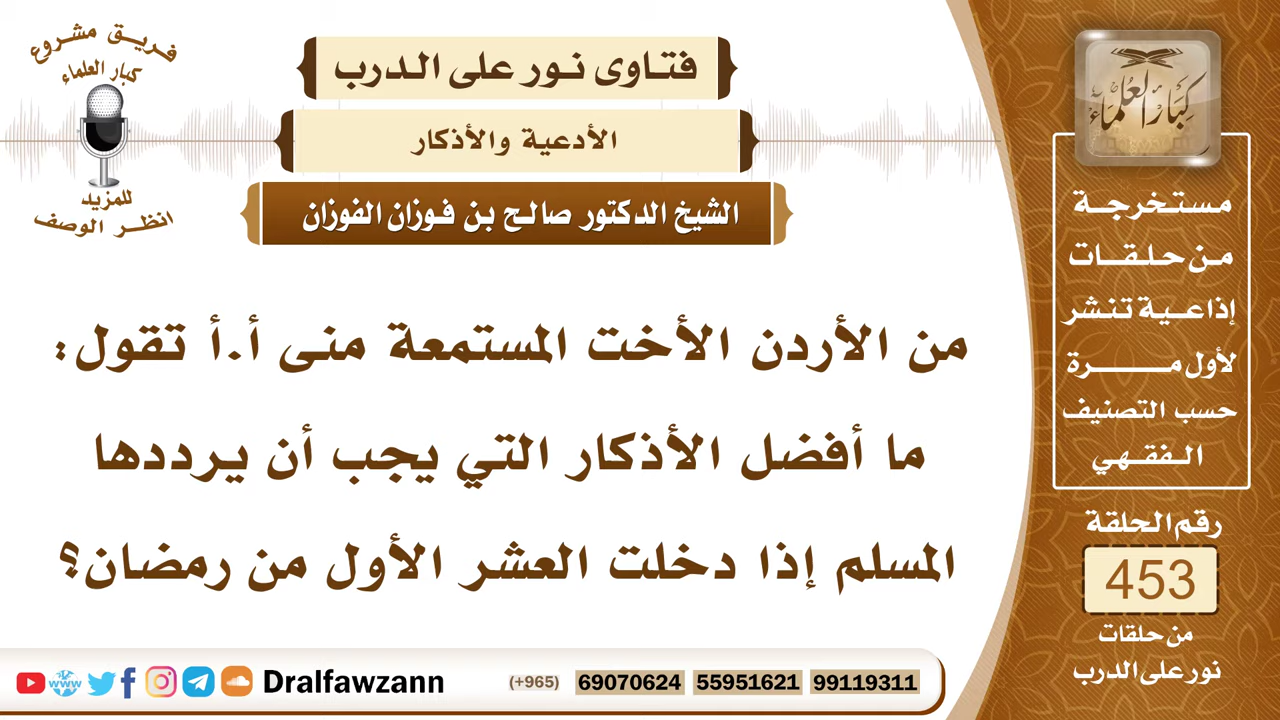 فريق مشروع
كبار العلماء
للمزيد
انظر الوصف
فتاوى نور على الدرب
الأدعية والأذكار
الشيخ الدكتور صالح بن فوزان الفوزان
من الأردن الأخت المستمعة منى أ.أ تقول:
ما أفضل الأذكار التي يجب أن يرددها
المسلم إذا دخلت العشر الأول من رمضان؟
كبار العلماء
مستخرجة
من حلقات
إذاعية تنشر
لأول مرة
حسب التصنيف
الفقهي
رقم الحلقة
453
من حلقات
نور على الدرب
www Dralfawzann (+965) 69070624 55951621 99119311